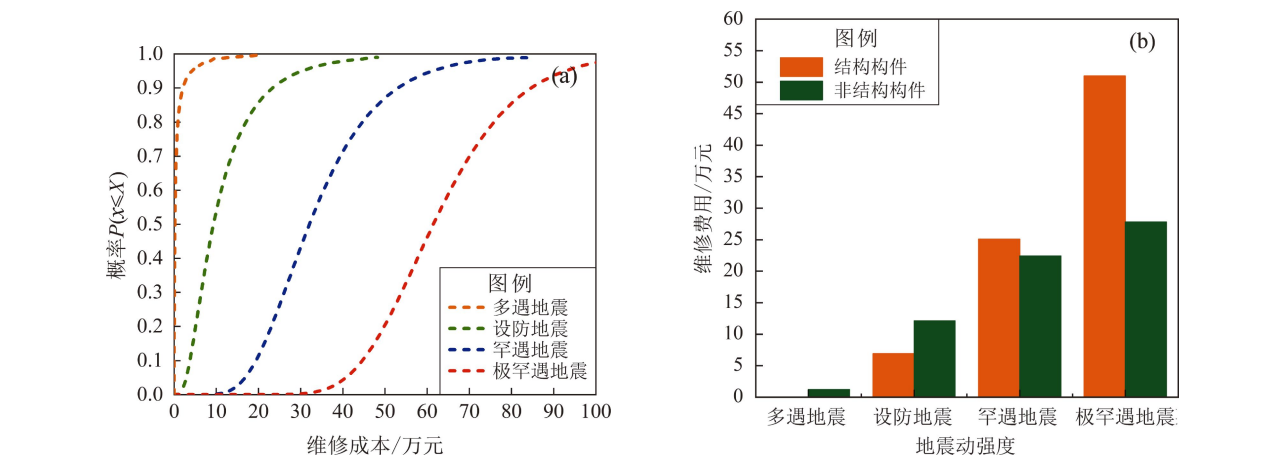 (a)
概率P(x≤X)
1.0
0.9
0.8
0.7
0.6
0.5
0.4
0.3
0.2
0.1
0.0
图例
多遇地震
设防地震
罕遇地震
极罕遇地震
0 10 20 30 40 50 60 70 80 90 100
维修成本/万元
(b)
维修费用/万元
60
55
50
45
40
35
30
25
20
15
10
5
0
图例
结构构件
非结构构件
多遇地震 设防地震 罕遇地震 极罕遇地震
地震动强度